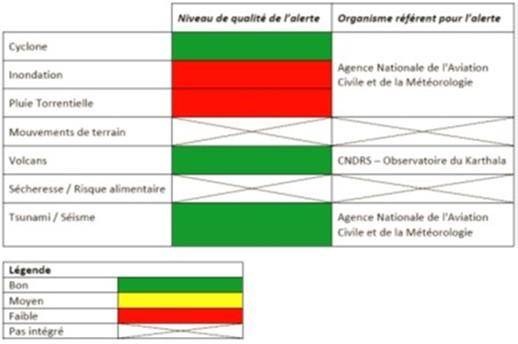 Niveau de qualité de l'alerte
Organisme référent pour l'alerte
Cyclone
Agence Nationale de l'Aviation
Civile et de la Météorologie
Inondation
Pluie Torrentielle
Mouvements de terrain
Volcans
CNDRS – Observatoire du Karthala
Sécheresse / Risque alimentaire
Tsunami / Séisme
Agence Nationale de l'Aviation
Civile et de la Météorologie
Légende
Bon
Moyen
Faible
Pas intégré